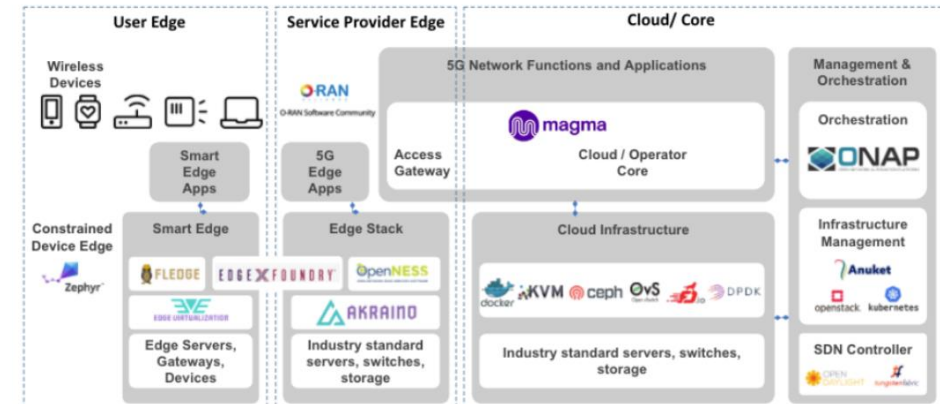 User Edge
Service Provider Edge
Cloud/ Core
Wireless
Devices
O-RAN
ALLIANCE
O-RAN Software Community
5G Network Functions and Applications
magma
Access
Gateway
Cloud / Operator
Core
Management &
Orchestration
Orchestration
ONAP
Smart
Edge
Apps
5G
Edge
Apps
Constrained
Device Edge
Zephyr
Smart Edge
FLEDGE
EDGE X FOUNDRY
EDGE VIRTUALIZATION
Edge Servers,
Gateways,
Devices
Edge Stack
OpenNESS
AKRAINO
Industry standard
servers, switches,
storage
Cloud Infrastructure
docker
KVM
ceph
OvS
Open vSwitch
DPDK
Industry standard servers, switches,
storage
Infrastructure
Management
Anuket
openstack.
kubernetes
SDN Controller
OPEN
DAYLIGHT
tungstenfabric